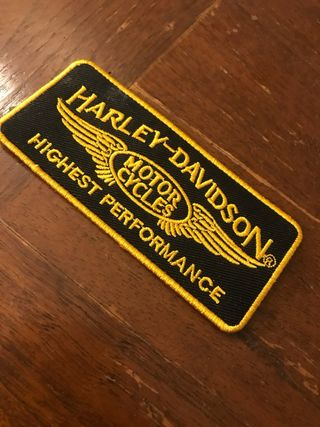 HARLEY-DAVIDSON®
MOTOR
CYCLES
HIGHEST PERFORMANCE